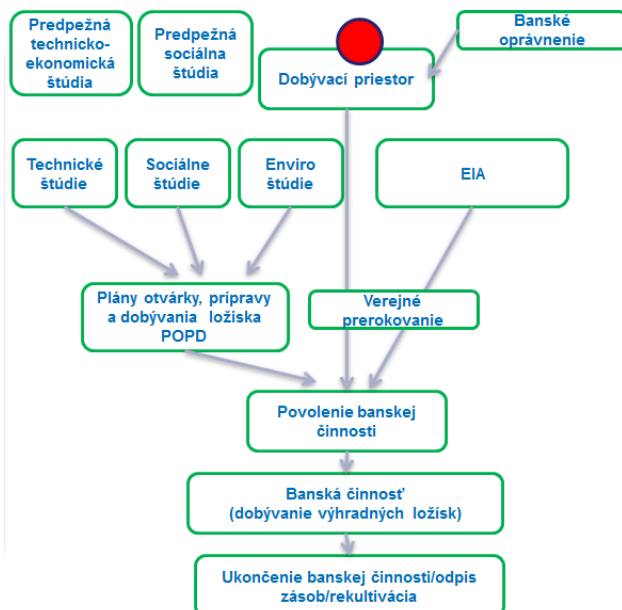 Predpežná
technicko-
ekonomická
štúdia
Predpežná
sociálna
štúdia
Dobývací priestor
Banské
oprávnenie
Technické
štúdie
Sociálne
štúdie
Enviro
štúdie
EIA
Plány otvárky, prípravy
a dobývania ložiska
POPD
Verejné
prerokovanie
Povolenie banskej
činnosti
Banská činnosť
(dobývanie výhradných ložísk)
Ukončenie banskej činnosti/odpis
zásob/rekultivácia